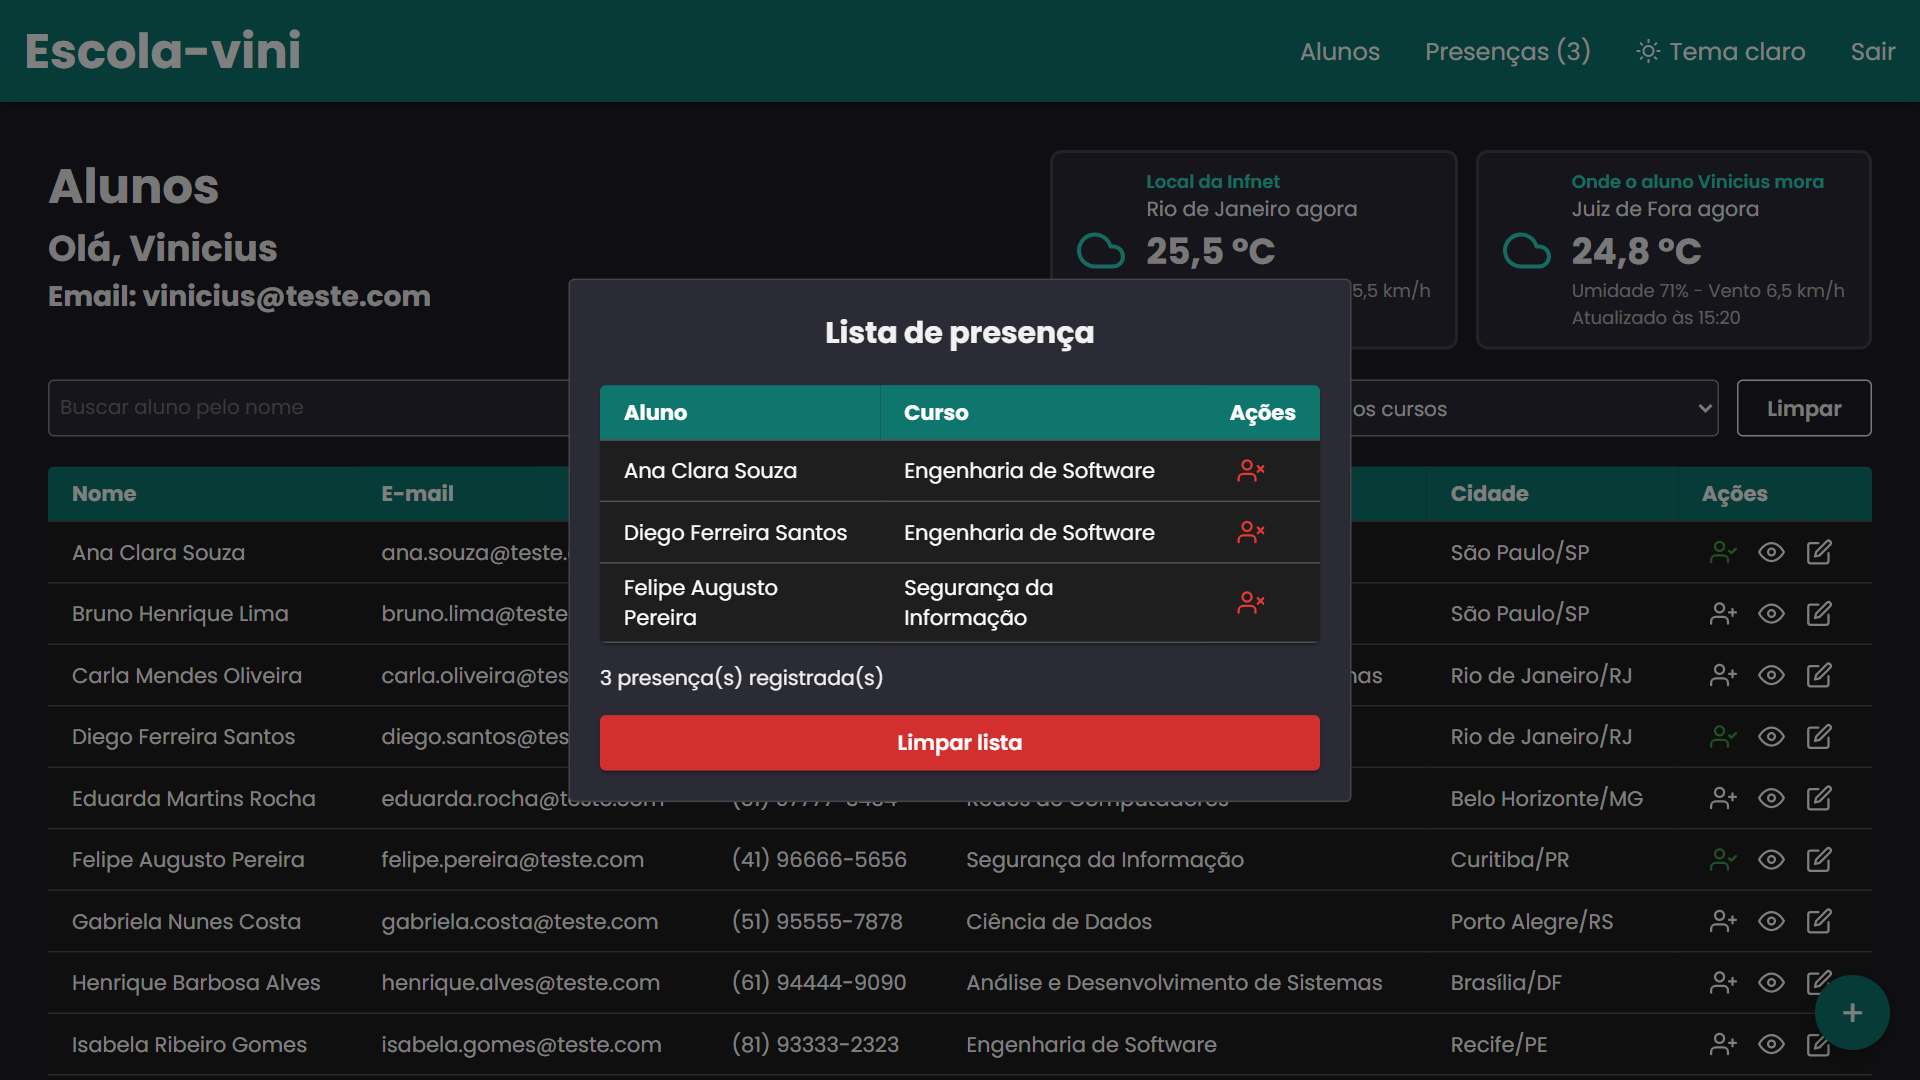 Escola-vini
Alunos
Presenças (3)
Tema claro
Sair
Alunos
Olá, Vinicius
Email: vinicius@teste.com
Local da Infnet
Rio de Janeiro agora
25,5 ºC
5,5 km/h
Onde o aluno Vinicius mora
Juiz de Fora agora
24,8 ºC
Umidade 71% - Vento 6,5 km/h
Atualizado às 15:20
Buscar aluno pelo nome
os cursos
Limpar
Lista de presença
Aluno Curso Ações
Ana Clara Souza Engenharia de Software
Diego Ferreira Santos Engenharia de Software
Felipe Augusto Pereira Segurança da Informação
3 presença(s) registrada(s)
Limpar lista
Nome E-mail Cidade Ações
Ana Clara Souza ana.souza@teste. São Paulo/SP
Bruno Henrique Lima bruno.lima@teste São Paulo/SP
Carla Mendes Oliveira carla.oliveira@tes nas Rio de Janeiro/RJ
Diego Ferreira Santos diego.santos@tes Rio de Janeiro/RJ
Eduarda Martins Rocha eduarda.rocha@teste.com Redes de Computadores Belo Horizonte/MG
Felipe Augusto Pereira felipe.pereira@teste.com (41) 96666-5656 Segurança da Informação Curitiba/PR
Gabriela Nunes Costa gabriela.costa@teste.com (51) 95555-7878 Ciência de Dados Porto Alegre/RS
Henrique Barbosa Alves henrique.alves@teste.com (61) 94444-9090 Análise e Desenvolvimento de Sistemas Brasília/DF
Isabela Ribeiro Gomes isabela.gomes@teste.com (81) 93333-2323 Engenharia de Software Recife/PE
+